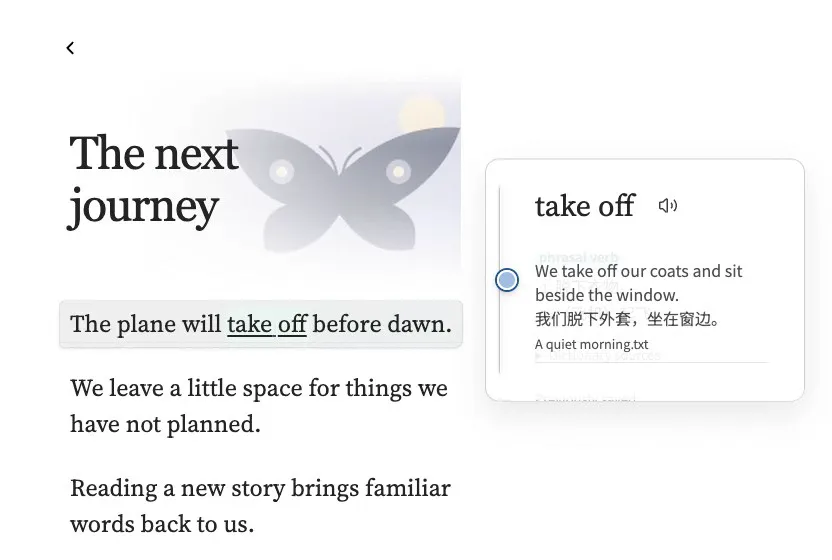 The next
journey
The plane will take off before dawn.
We leave a little space for things we
have not planned.
Reading a new story brings familiar
words back to us.
take off
phrasal verb
We take off our coats and sit
beside the window.
我们脱下外套，坐在窗边。
A quiet morning.txt